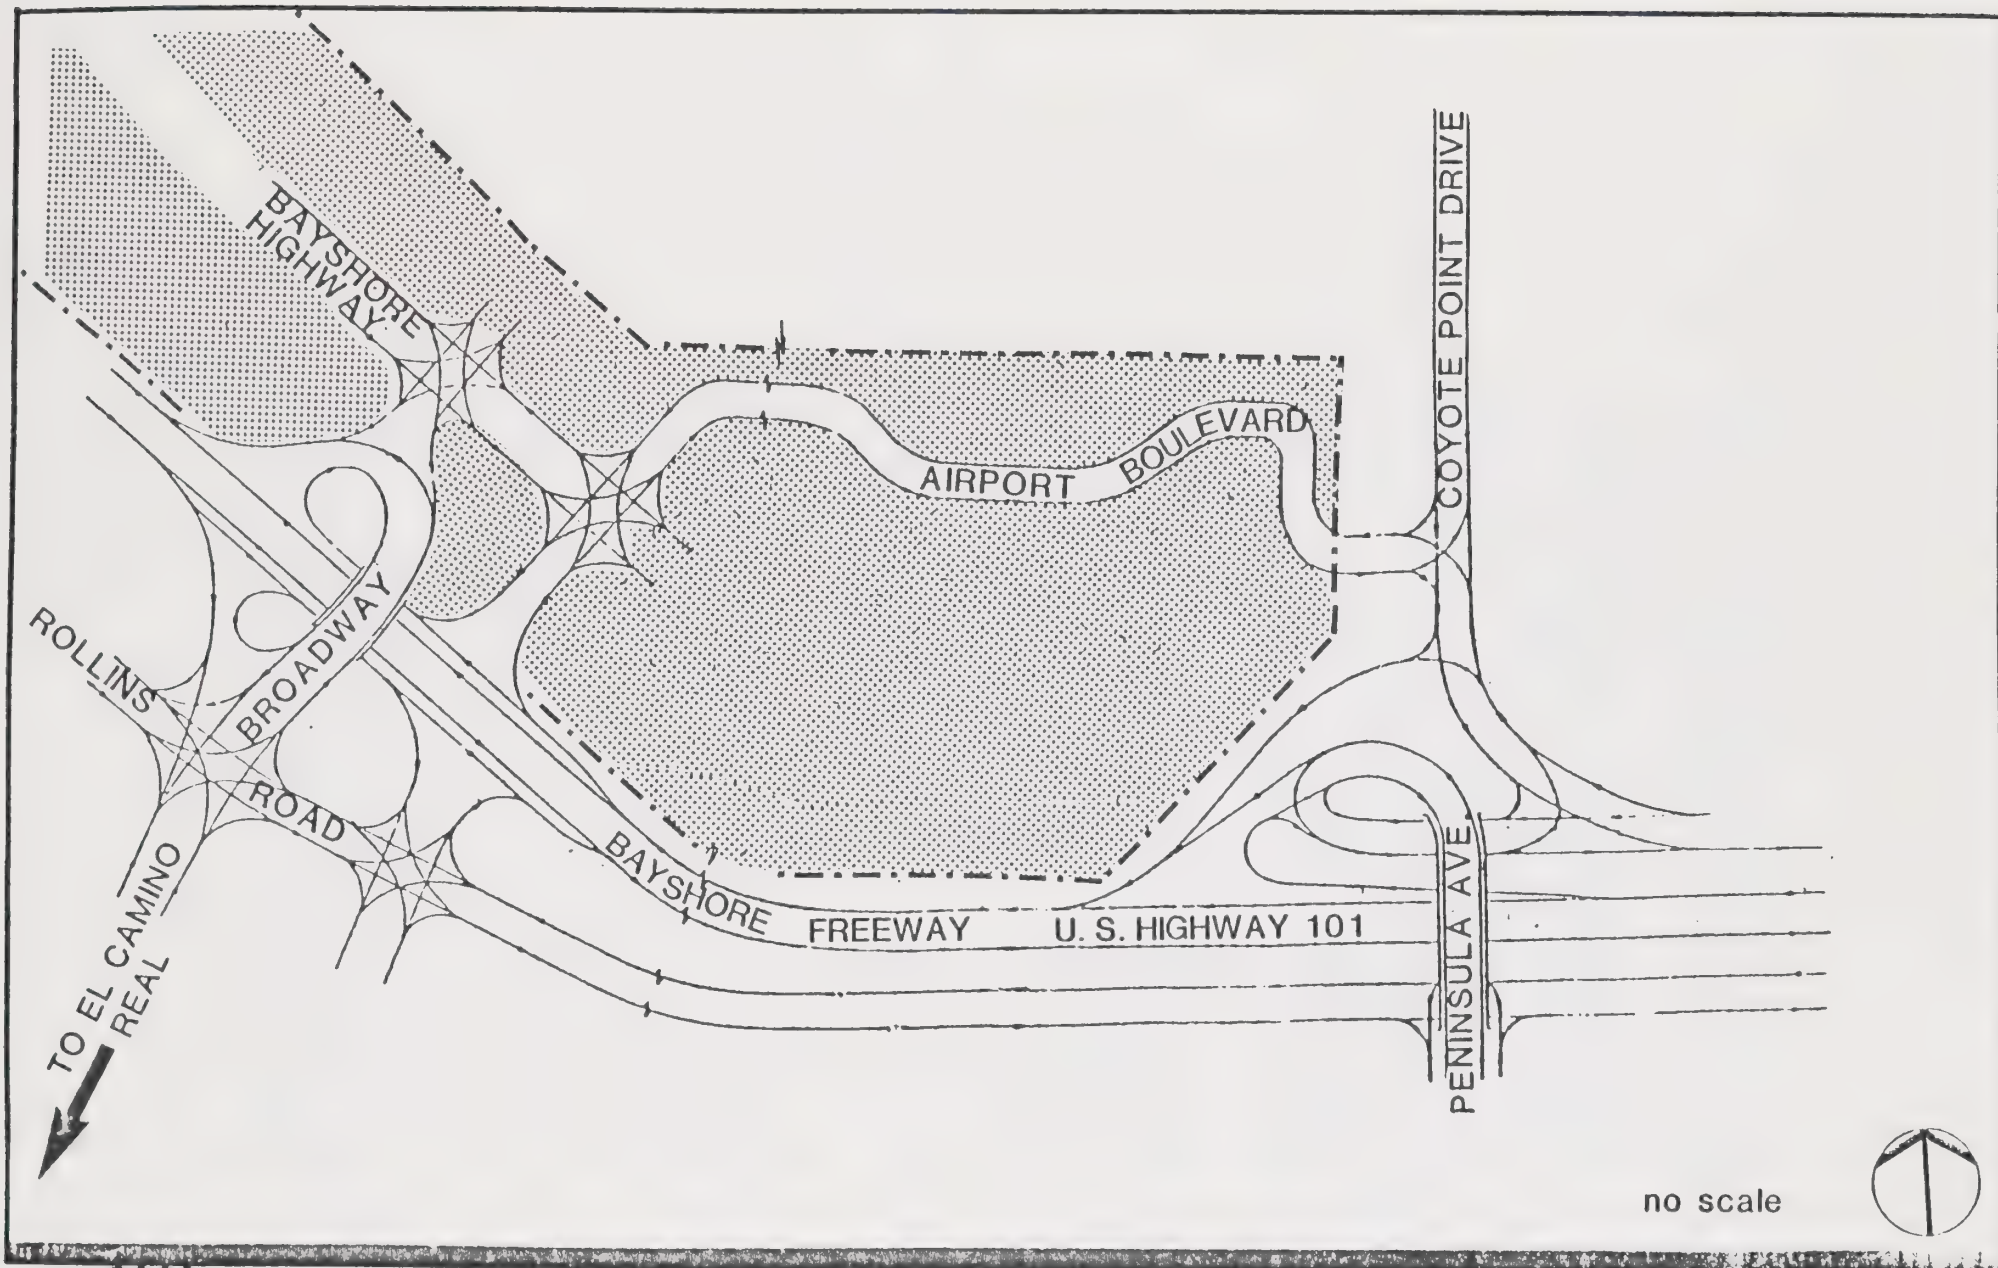 BAYSHORE
HIGHWAY
COYOTE POINT DRIVE
AIRPORT BOULEVARD
ROLLINS
ROAD
BROADWAY
BAYSHORE FREEWAY U. S. HIGHWAY 101
PENINSULA AVE.
TO EL CAMINO
REAL
no scale